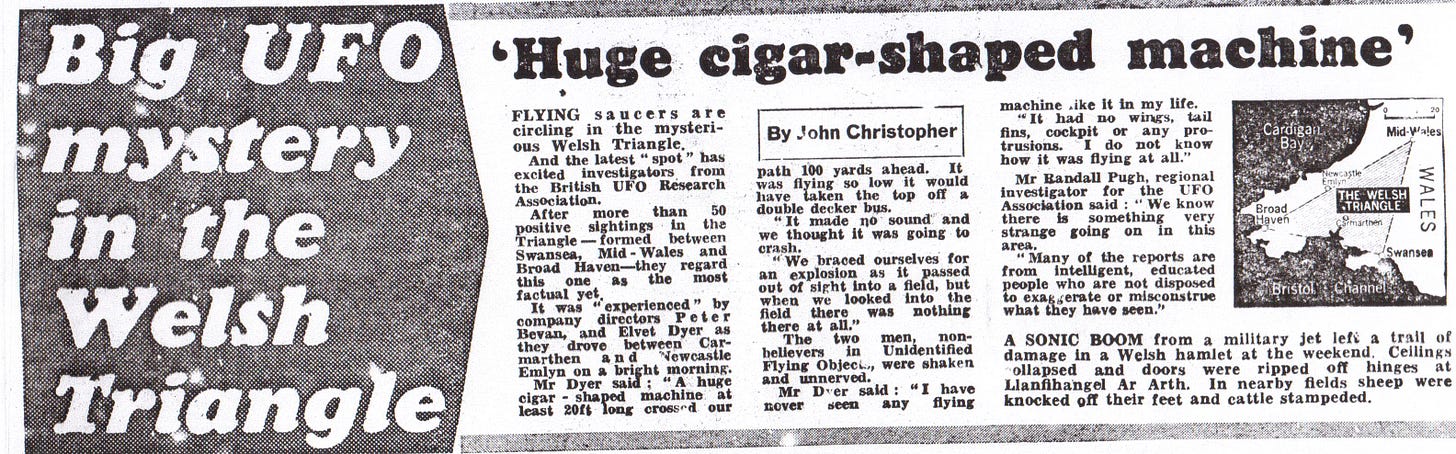 Big UFO
mystery
in the
Welsh
Triangle
‘Huge cigar-shaped machine’
FLYING saucers are
circling in the mysteri-
ous Welsh Triangle.
And the latest “spot” has
excited investigators from
the British UFO Research
Association.
After more than 50
positive sightings in the
Triangle — formed between
Swansea, Mid-Wales and
Broad Haven—they regard
this one as the most
factual yet.
It was “experienced” by
company directors Peter
Bevan, and Elvet Dyer as
they drove between Car-
marthen and Newcastle
Emlyn on a bright morning.
Mr Dyer said : “A huge
cigar-shaped machine at
least 20ft long crossed our
By John Christopher
path 100 yards ahead. It
was flying so low it would
have taken the top off a
double decker bus.
“It made no sound and
we thought it was going to
crash.
“We braced ourselves for
an explosion as it passed
out of sight into a field, but
when we looked into the
field there was nothing
there at all.”
The two men, non-
believers in Unidentified
Flying Objects, were shaken
and unnerved.
Mr Dyer said : “I have
never seen any flying
machine like it in my life.
“It had no wings, tail
fins, cockpit or any pro-
trusions. I do not know
how it was flying at all.”
Mr Randall Pugh, regional
investigator for the UFO
Association said : “We know
there is something very
strange going on in this
area.
“Many of the reports are
from intelligent, educated
people who are not disposed
to exaggerate or misconstrue
what they have seen.”
0 20
Cardigan
Bay
Mid-Wales
Newcastle
Emlyn
WALES
THE WELSH
TRIANGLE
Broad
Haven
Carmarthen
Swansea
Bristol Channel
A SONIC BOOM from a military jet left a trail of
damage in a Welsh hamlet at the weekend. Ceilings
collapsed and doors were ripped off hinges at
Llanfihangel Ar Arth. In nearby fields sheep were
knocked off their feet and cattle stampeded.